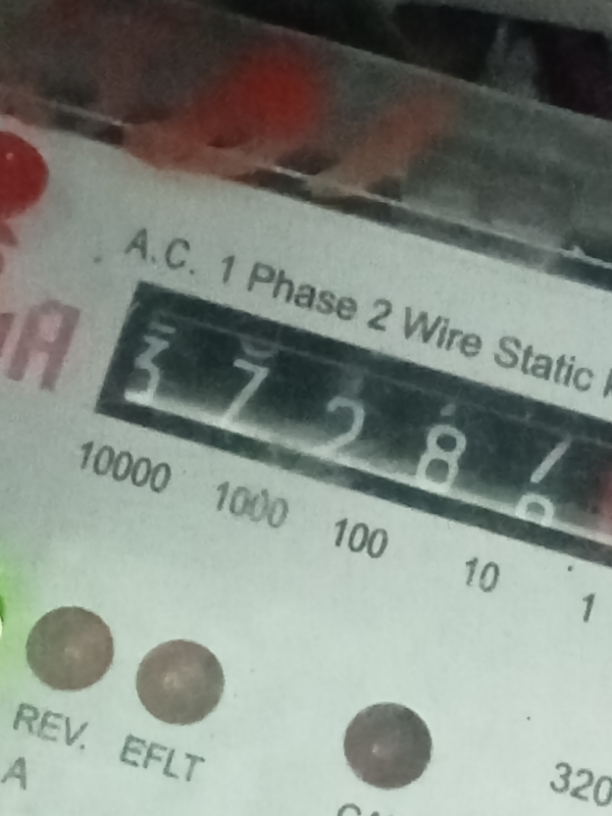 A.C. 1 Phase 2 Wire Static
3 7 2 8
10000 1000 100 10 1
REV. EFLT
A
320